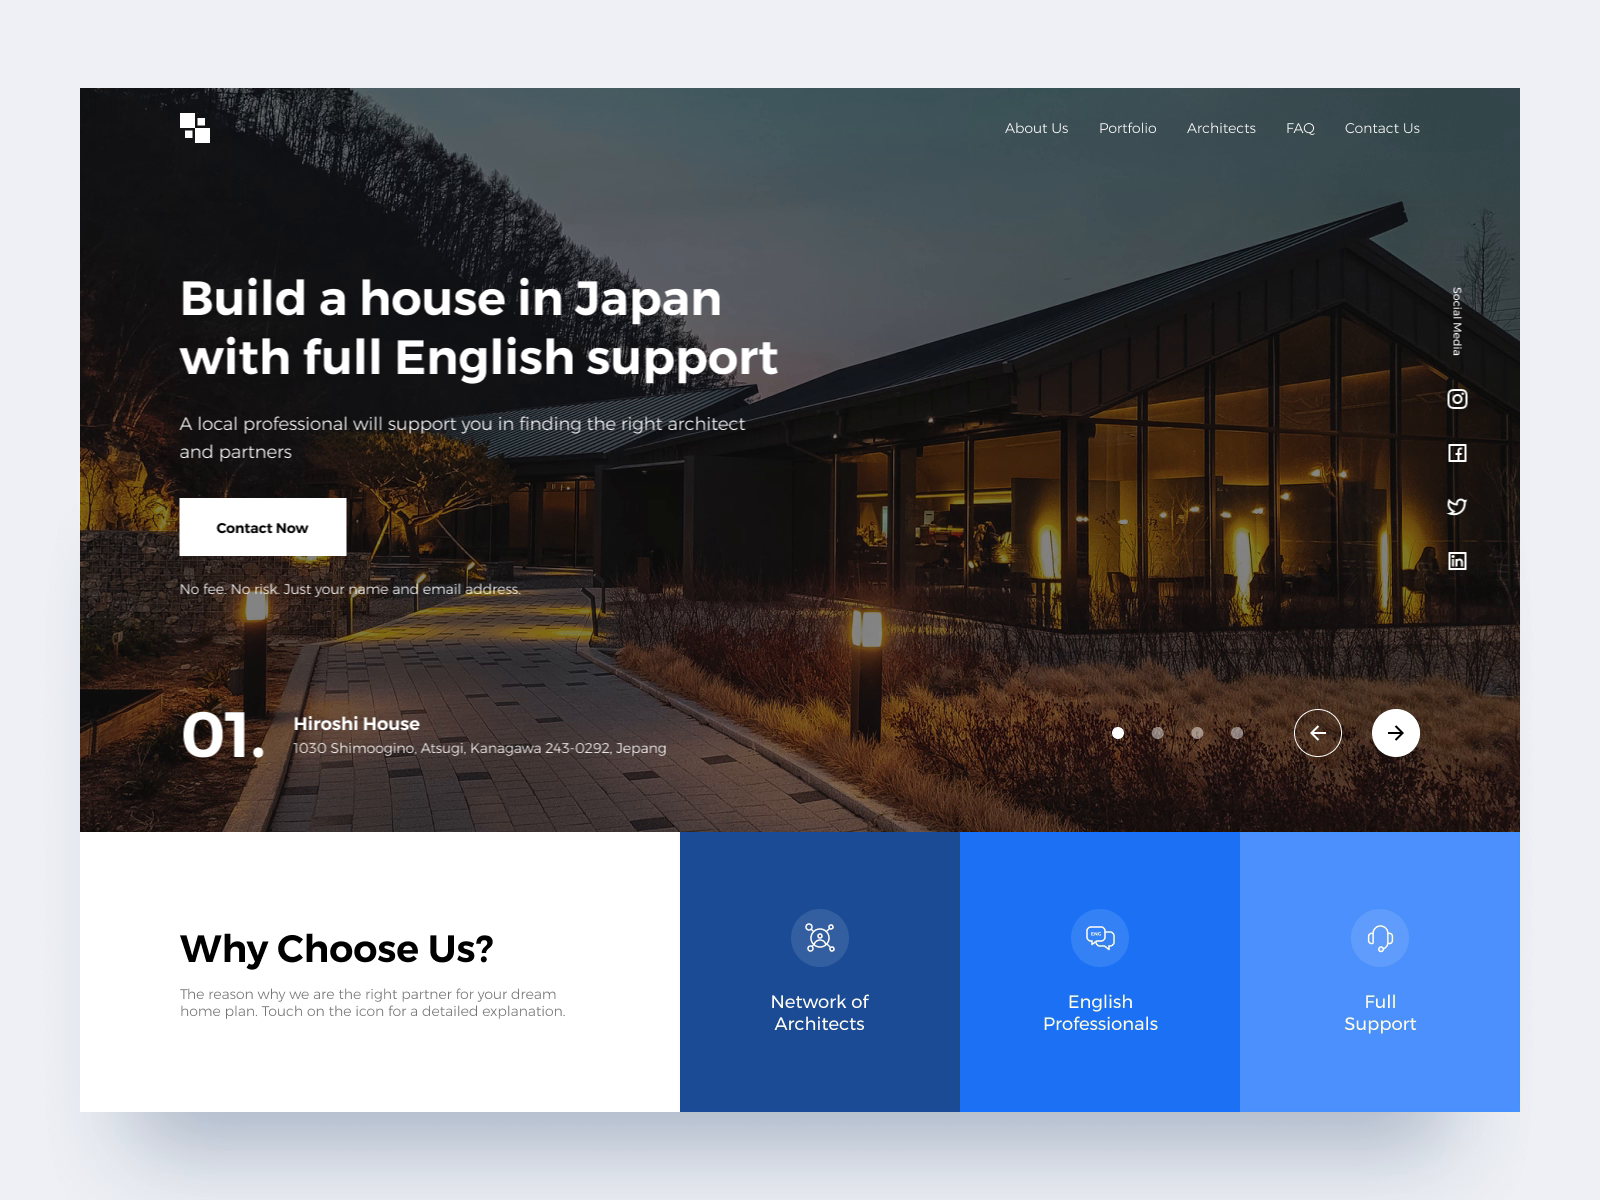 About Us Portfolio Architects FAQ Contact Us
Build a house in Japan
with full English support
A local professional will support you in finding the right architect
and partners
Contact Now
No fee. No risk. Just your name and email address.
Social Media
01.
Hiroshi House
1030 Shimoogino, Atsugi, Kanagawa 243-0292, Jepang
Why Choose Us?
The reason why we are the right partner for your dream
home plan. Touch on the icon for a detailed explanation.
Network of
Architects
ENG
English
Professionals
Full
Support